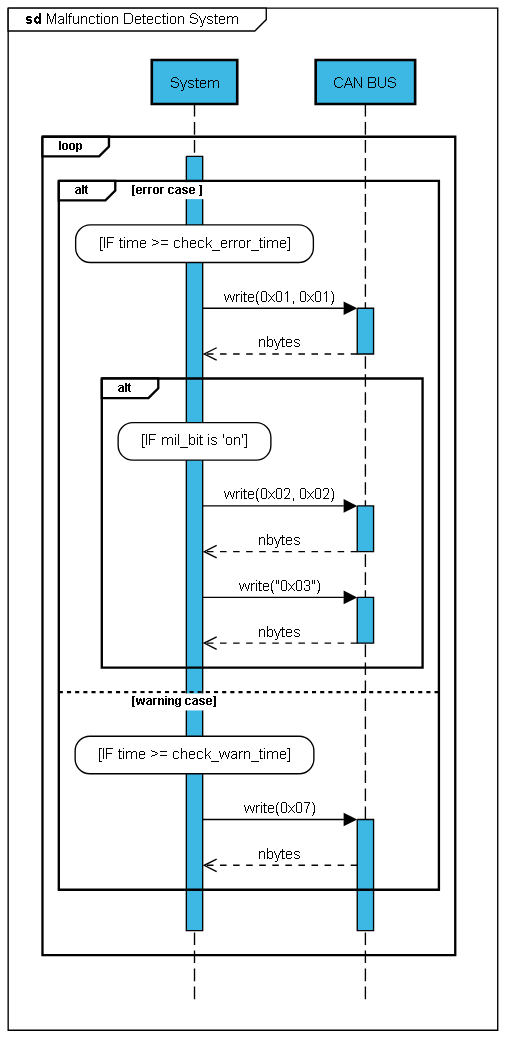 sd Malfunction Detection System
System
CAN BUS
loop
alt
[error case ]
[IF time >= check_error_time]
write(0x01, 0x01)
nbytes
alt
[IF mil_bit is 'on']
write(0x02, 0x02)
nbytes
write("0x03")
nbytes
[warning case]
[IF time >= check_warn_time]
write(0x07)
nbytes